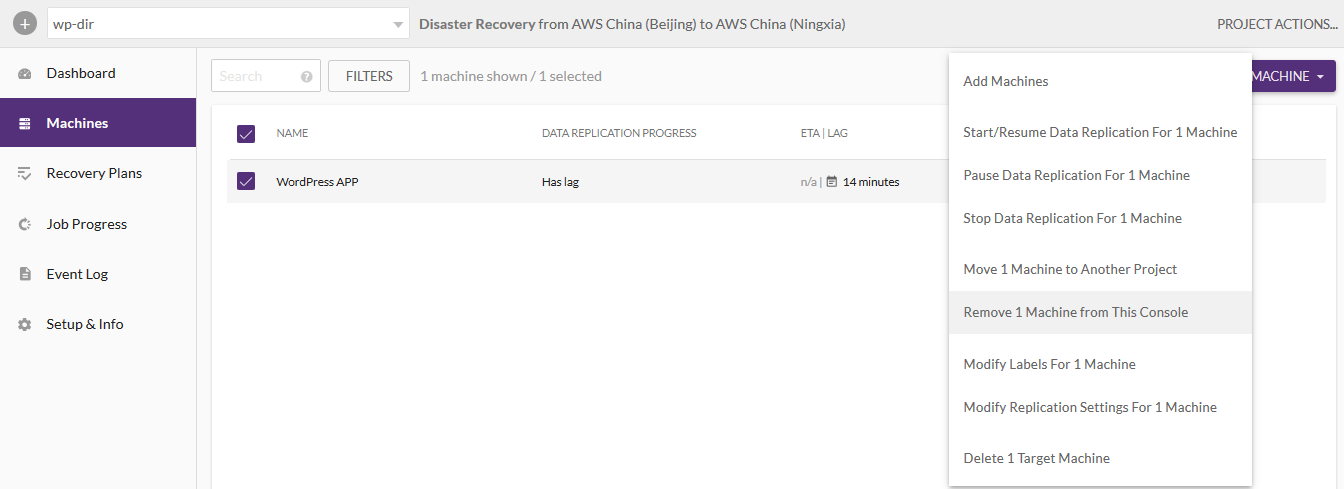 wp-dir
Disaster Recovery from AWS China (Beijing) to AWS China (Ningxia)
PROJECT ACTIONS...
Dashboard
Machines
Recovery Plans
Job Progress
Event Log
Setup & Info
Search
FILTERS
1 machine shown / 1 selected
MACHINE
NAME
DATA REPLICATION PROGRESS
ETA | LAG
WordPress APP
Has lag
n/a | 14 minutes
Add Machines
Start/Resume Data Replication For 1 Machine
Pause Data Replication For 1 Machine
Stop Data Replication For 1 Machine
Move 1 Machine to Another Project
Remove 1 Machine from This Console
Modify Labels For 1 Machine
Modify Replication Settings For 1 Machine
Delete 1 Target Machine